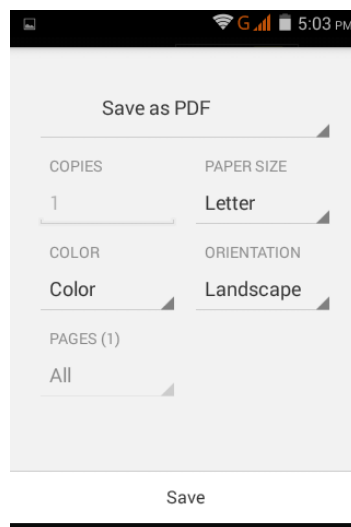 G 5:03 PM
Save as PDF
COPIES PAPER SIZE
1 Letter
COLOR ORIENTATION
Color Landscape
PAGES (1)
All
Save